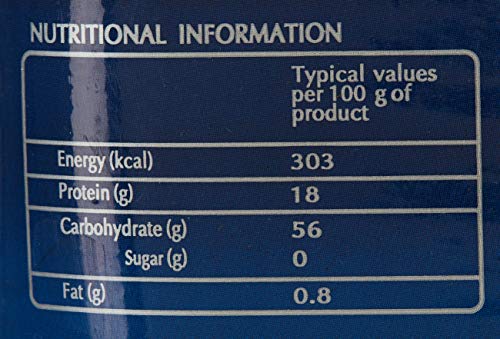 NUTRITIONAL INFORMATION
Typical values
per 100 g of
product
Energy (kcal) 303
Protein (g) 18
Carbohydrate (g) 56
Sugar (g) 0
Fat (g) 0.8